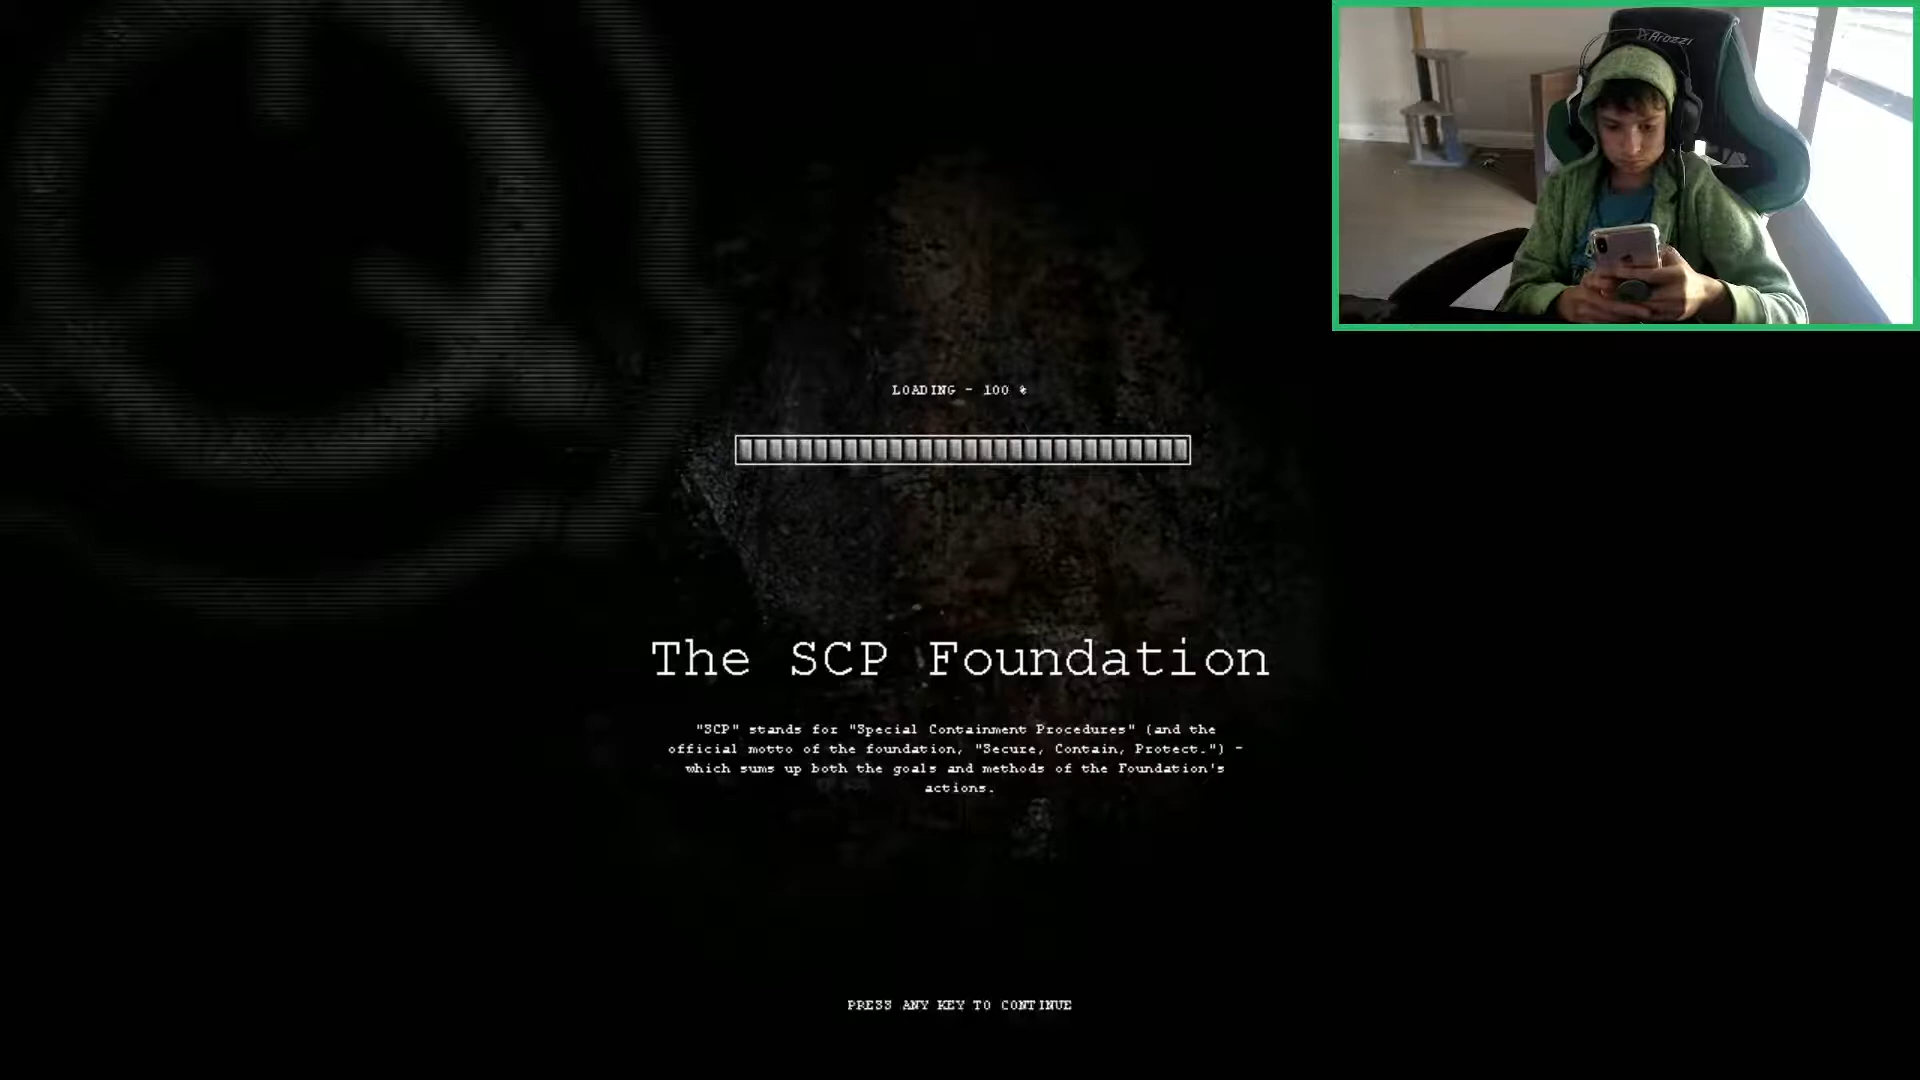 Arozzi
LOADING - 100 %
The SCP Foundation
"SCP" stands for "Special Containment Procedures" (and the
official motto of the foundation, "Secure, Contain, Protect.") -
which sums up both the goals and methods of the Foundation's
actions.
PRESS ANY KEY TO CONTINUE